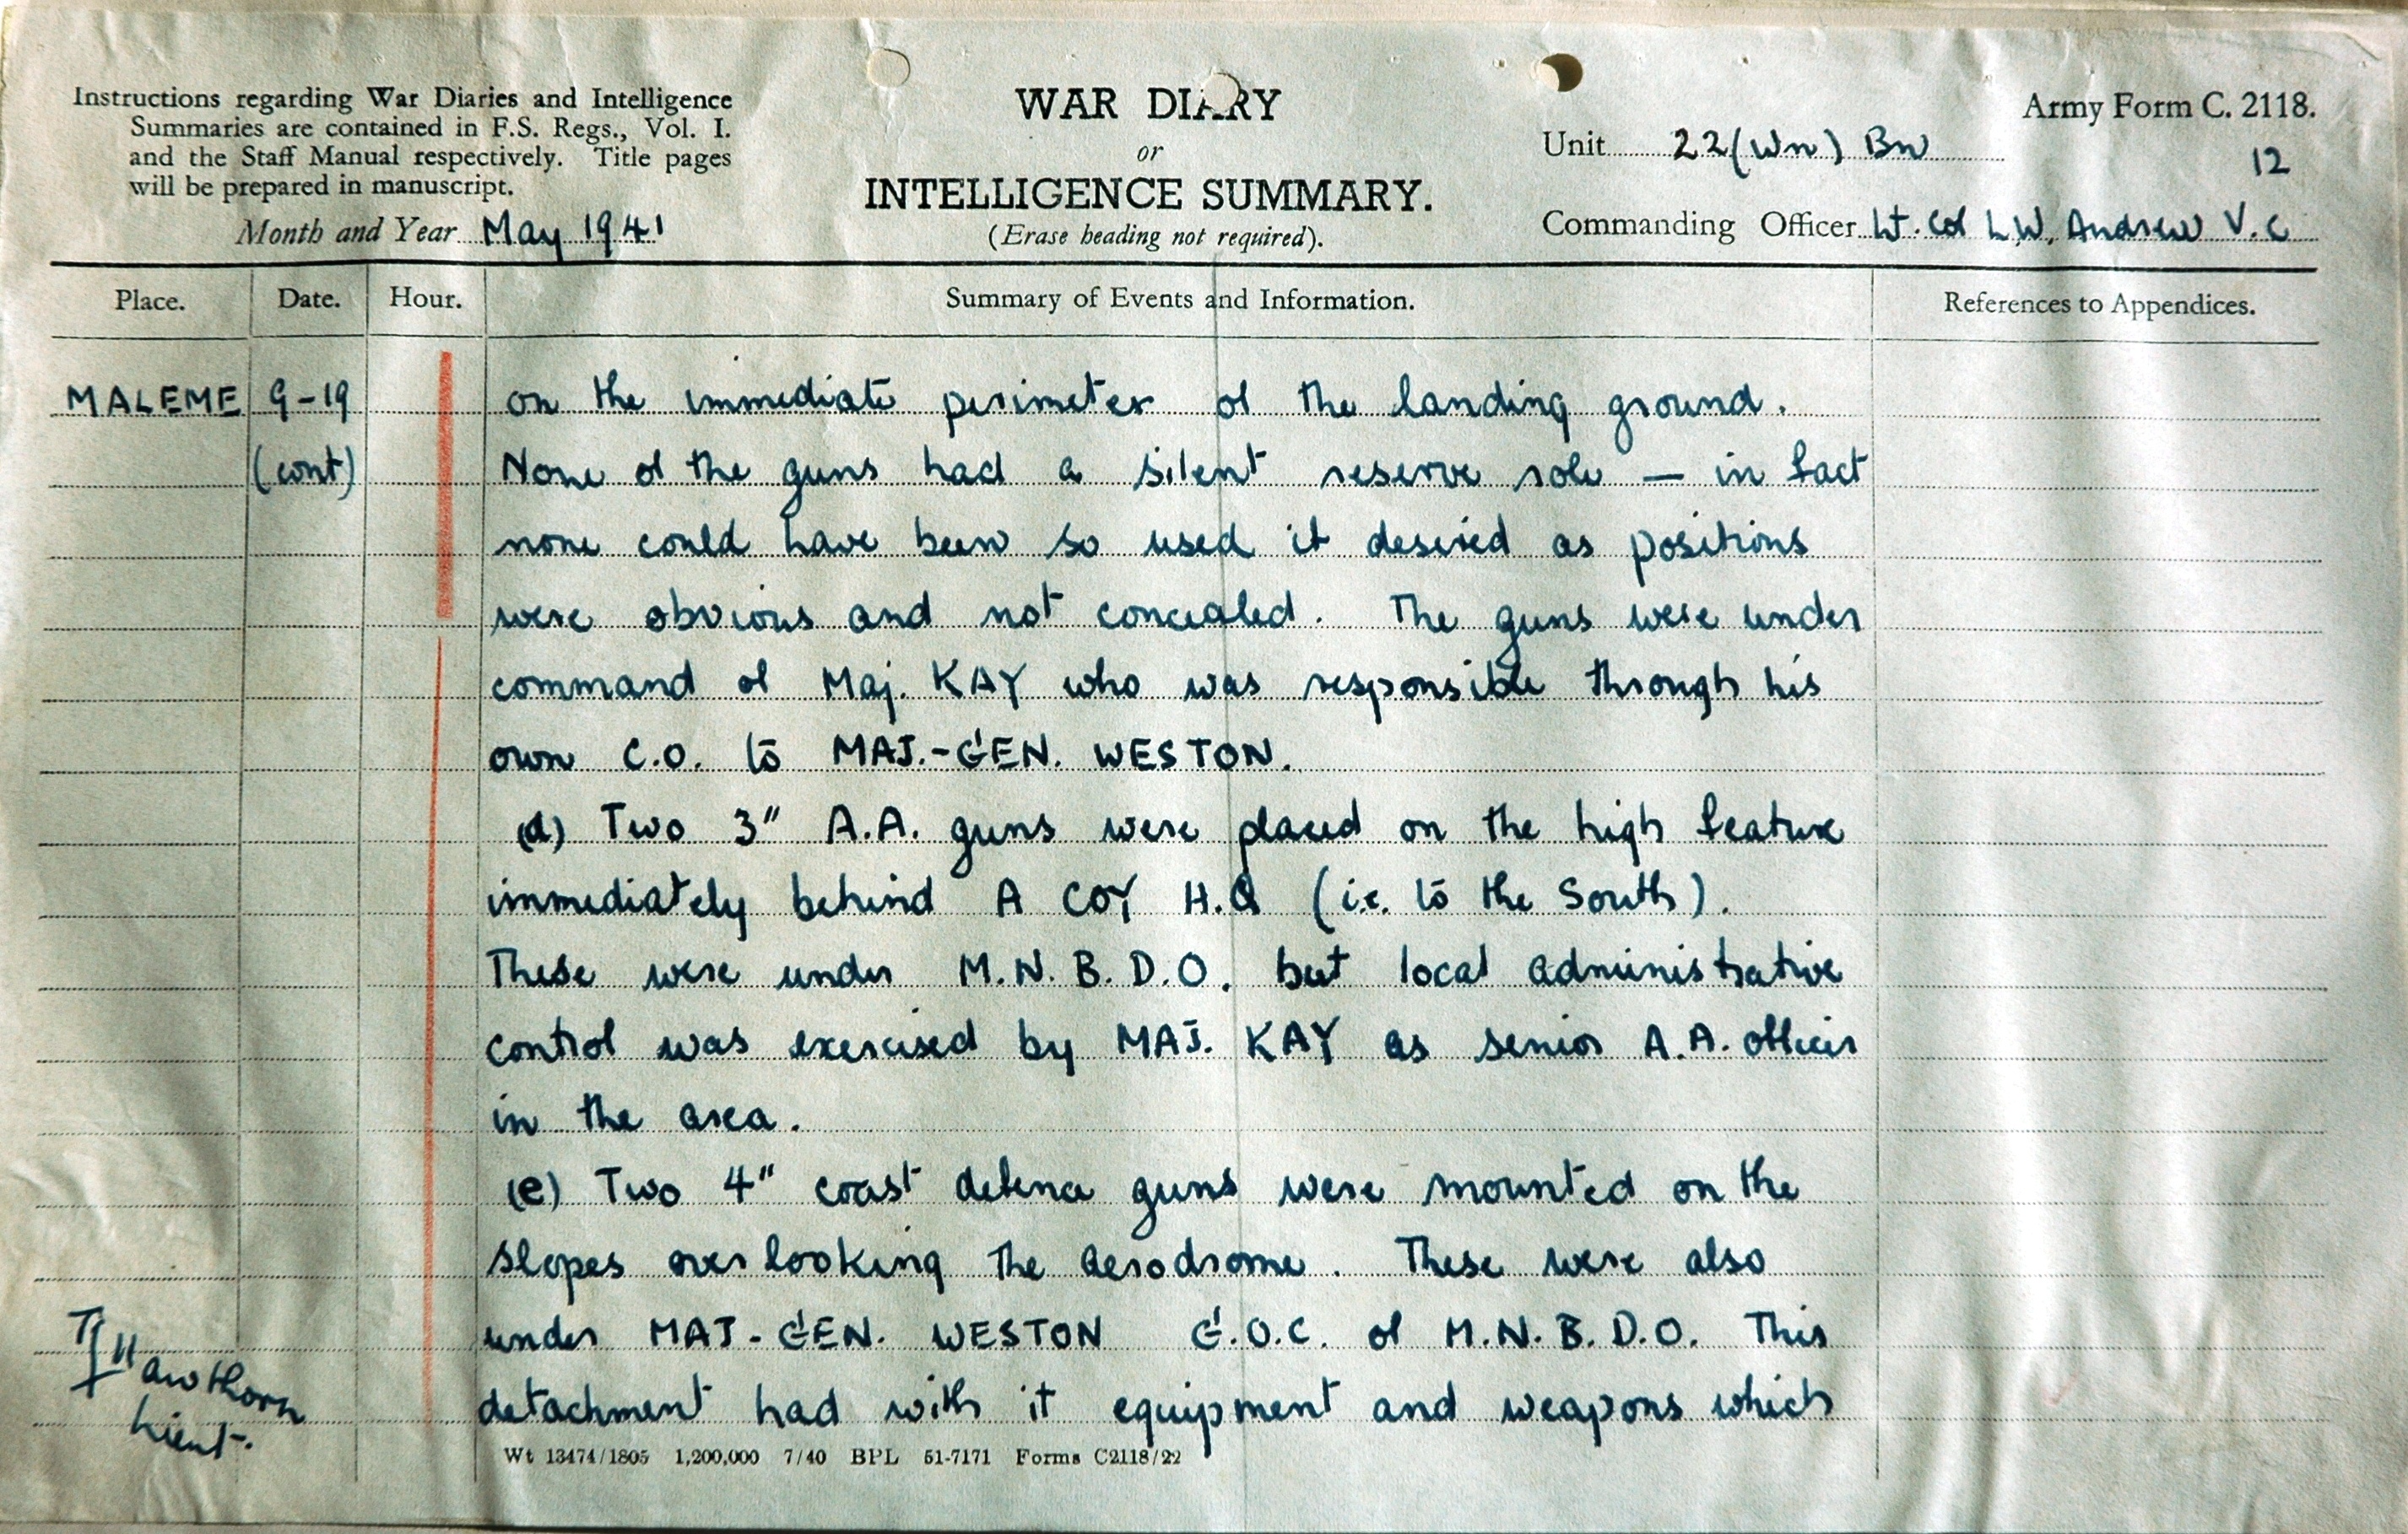 Instructions regarding War Diaries and Intelligence
Summaries are contained in F.S. Regs., Vol. I.
and the Staff Manual respectively. Title pages
will be prepared in manuscript.
Month and Year May 1941
WAR DIARY
or
INTELLIGENCE SUMMARY.
(Erase heading not required).
Army Form C. 2118.
Unit 22 (Wn) Bn
12
Commanding Officer Lt. Col L.W. Andrew V.C
Place. Date. Hour. Summary of Events and Information. References to Appendices.
MALEME 9-19 on the immediate perimeter of the landing ground.
(cont) None of the guns had a silent reserve role — in fact
none could have been so used if desired as positions
were obvious and not concealed. The guns were under
command of Maj. KAY who was responsible through his
own C.O. to MAJ.-GEN. WESTON.
(d) Two 3" A.A. guns were placed on the high feature
immediately behind A COY H.Q (i.e. to the South).
These were under M.N.B.D.O. but local administrative
control was exercised by MAJ. KAY as senior A.A. officer
in the area.
(e) Two 4" coast defence guns were mounted on the
slopes overlooking the aerodrome. These were also
under MAJ-GEN. WESTON G.O.C. of M.N.B.D.O. This
detachment had with it equipment and weapons which
T Hawthorn
Lieut.
Wt 13474/1805 1,200,000 7/40 BPL 51-7171 Forms C2118/22